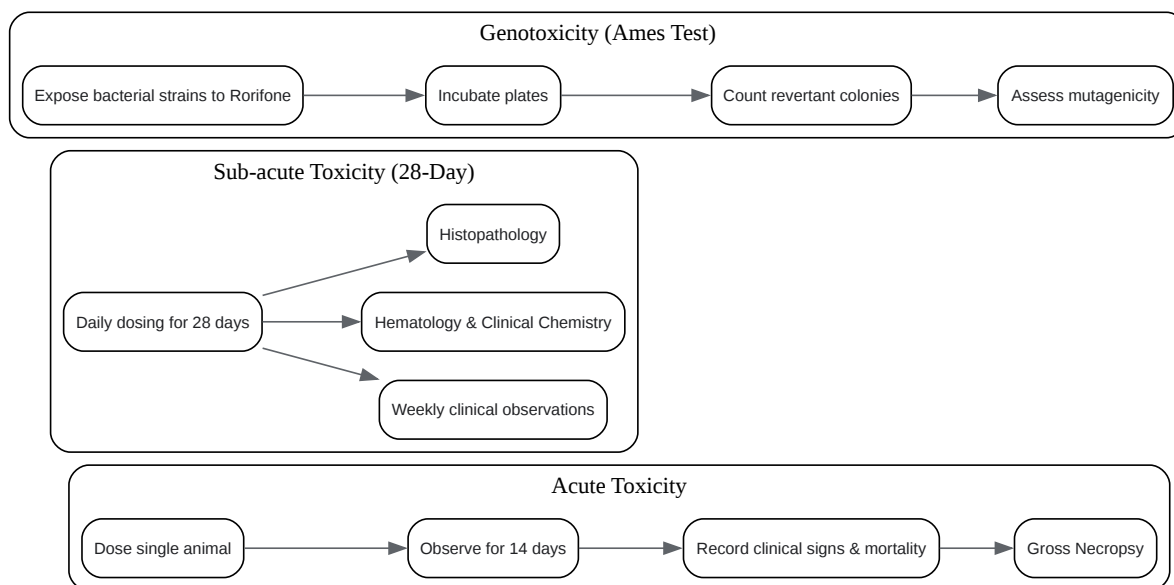 Genotoxicity (Ames Test)
Expose bacterial strains to Rorifone
Incubate plates
Count revertant colonies
Assess mutagenicity
Sub-acute Toxicity (28-Day)
Histopathology
Daily dosing for 28 days
Hematology & Clinical Chemistry
Weekly clinical observations
Acute Toxicity
Dose single animal
Observe for 14 days
Record clinical signs & mortality
Gross Necropsy